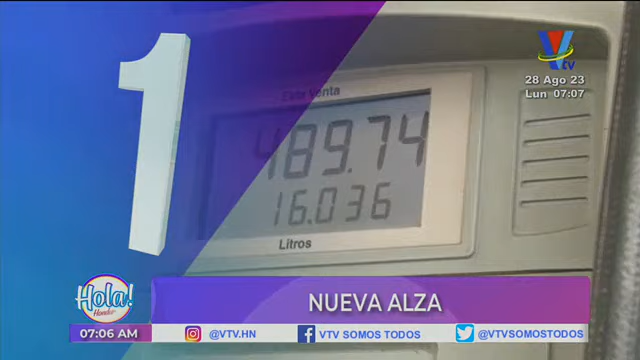 1
V
tv
28 Ago 23
Lun 07:07
Esta Venta
489.74
16.036
Litros
Hola!
Honduras
NUEVA ALZA
07:06 AM
@VTV.HN
VTV SOMOS TODOS
@VTVSOMOSTODOS